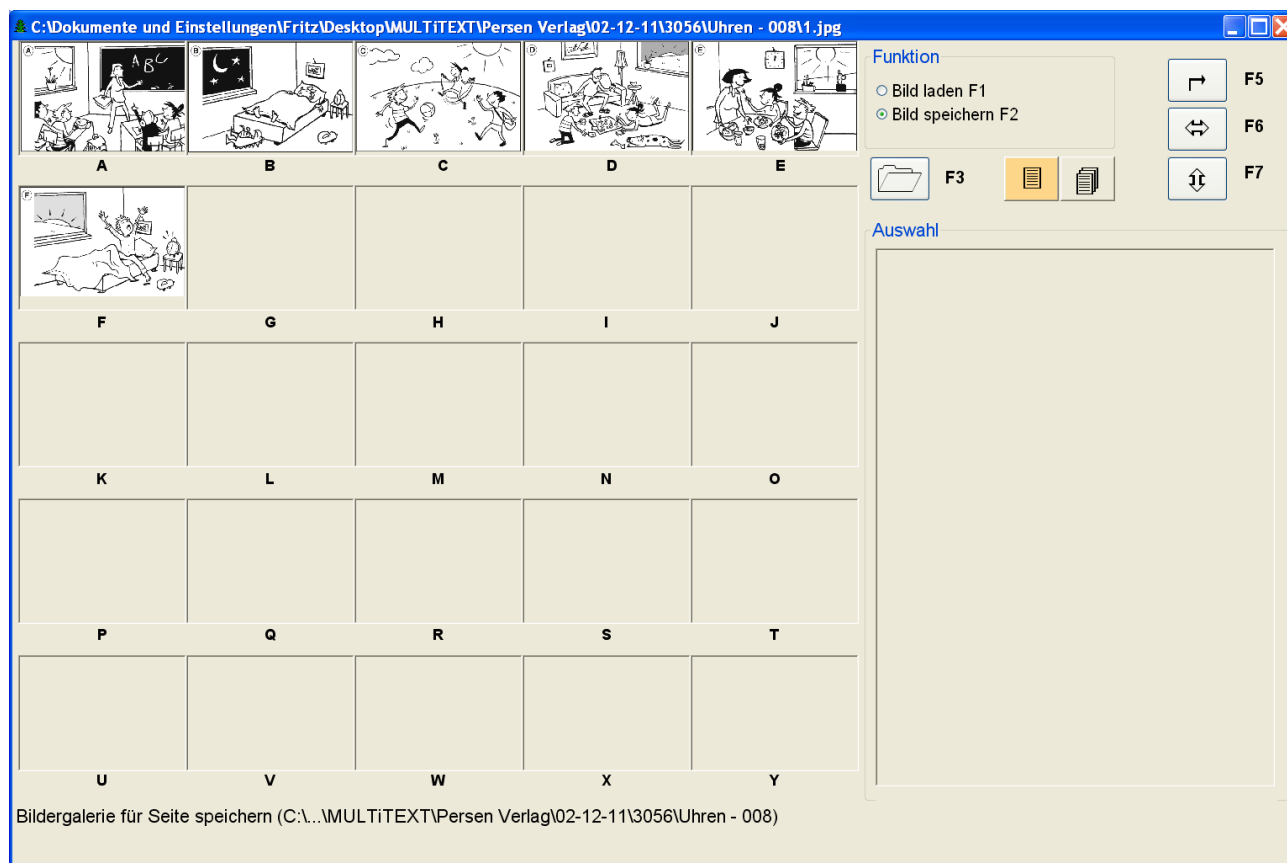 C:\Dokumente und Einstellungen\Fritz\Desktop\MULTiTEXT\Persen Verlag\02-12-11\3056\Uhren - 008\1.jpg
A B C D E
A B C
A B C D E
F
F G H I J
K L M N O
P Q R S T
U V W X Y
Bildergalerie für Seite speichern (C:\...\MULTiTEXT\Persen Verlag\02-12-11\3056\Uhren - 008)
Funktion
Bild laden F1
Bild speichern F2
F3
F5
F6
F7
Auswahl